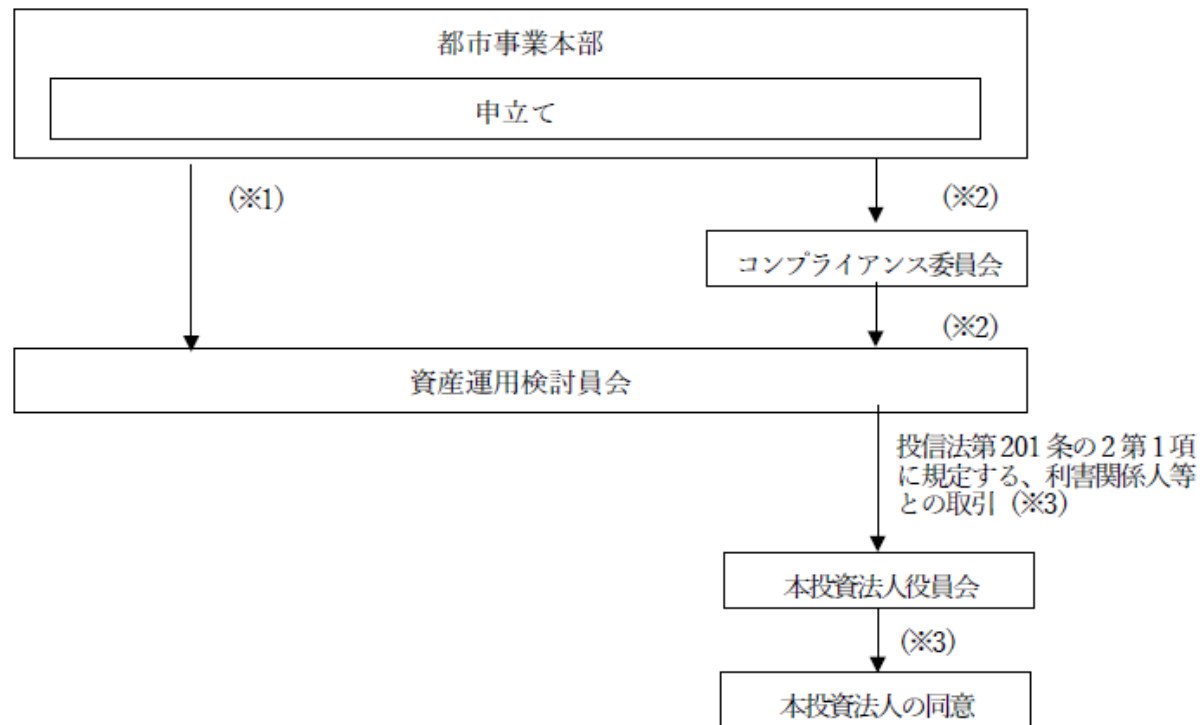 都市事業本部
申立て
(※1)
(※2)
コンプライアンス委員会
(※2)
資産運用検討員会
投信法第201条の2第1項
に規定する、利害関係人等
との取引（※3）
本投資法人役員会
(※3)
本投資法人の同意